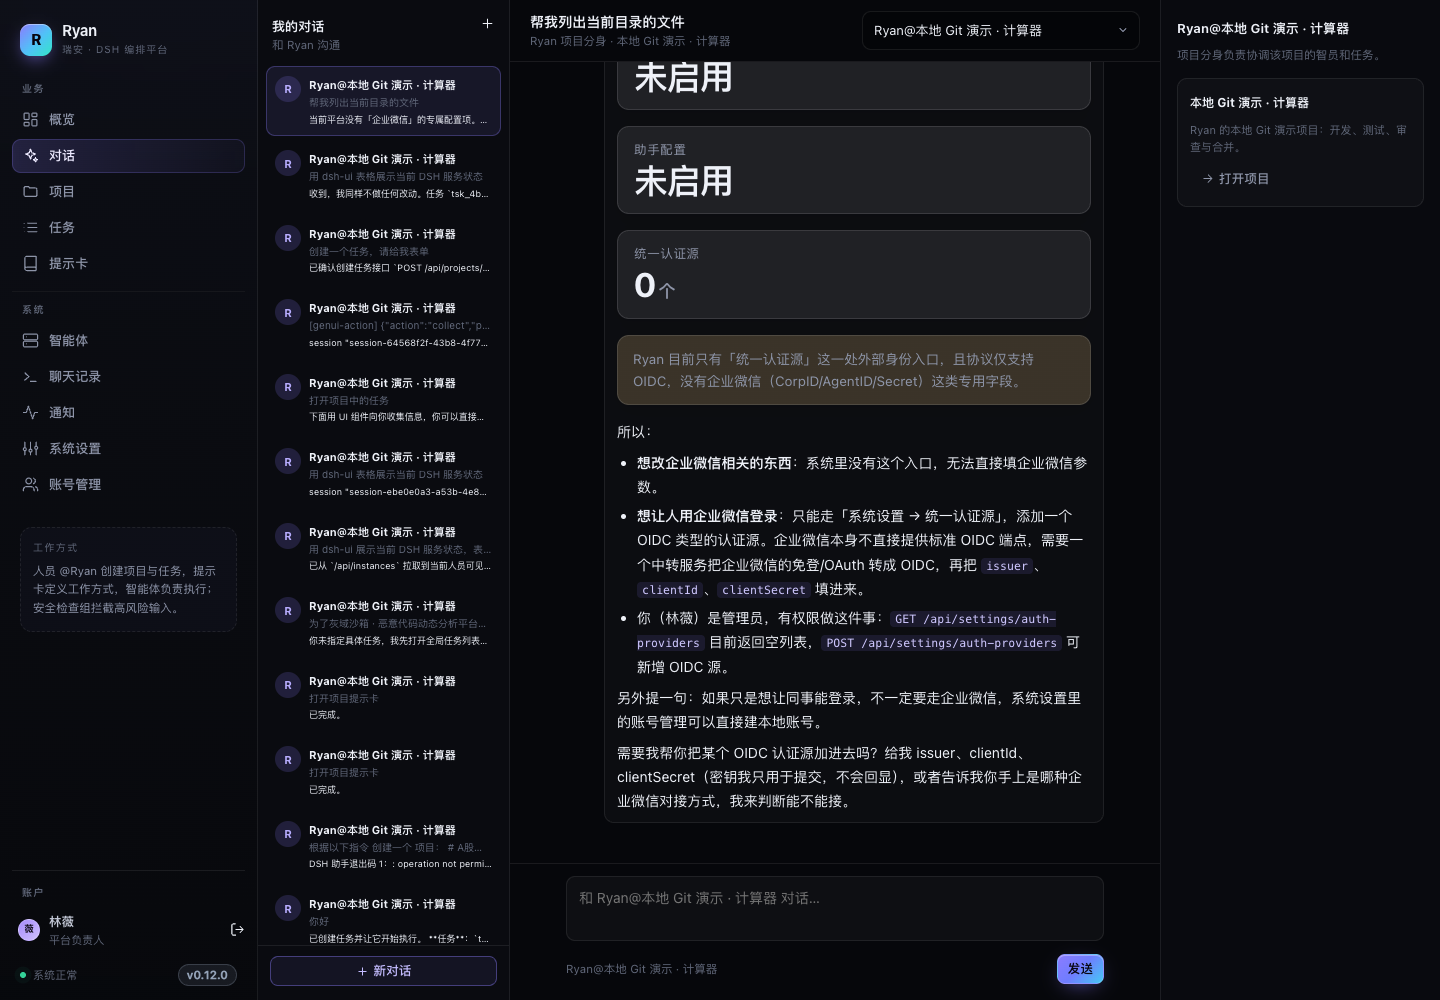 R
Ryan
瑞安 · DSH 编排平台
业务
概览
对话
项目
任务
提示卡
系统
智能体
聊天记录
通知
系统设置
账号管理
工作方式
人员 @Ryan 创建项目与任务，提示
卡定义工作方式，智能体负责执行；
安全检查组拦截高风险输入。
账户
薇
林薇
平台负责人
系统正常
v0.12.0
我的对话
和 Ryan 沟通
R
Ryan@本地 Git 演示 · 计算器
帮我列出当前目录的文件
当前平台没有「企业微信」的专属配置项。...
R
Ryan@本地 Git 演示 · 计算器
用 dsh-ui 表格展示当前 DSH 服务状态
收到，我同样不做任何改动。任务 `tsk_4b...
R
Ryan@本地 Git 演示 · 计算器
创建一个任务，请给我表单
已确认创建任务接口 `POST /api/projects/...
R
Ryan@本地 Git 演示 · 计算器
[genui-action] {"action":"collect","p...
session "session-64568f2f-43b8-4f77...
R
Ryan@本地 Git 演示 · 计算器
打开项目中的任务
下面用 UI 组件向你收集信息，你可以直接...
R
Ryan@本地 Git 演示 · 计算器
用 dsh-ui 表格展示当前 DSH 服务状态
session "session-ebe0e0a3-a53b-4e8...
R
Ryan@本地 Git 演示 · 计算器
用 dsh-ui 展示当前 DSH 服务状态，表...
已从 `/api/instances` 拉取到当前人员可见...
R
Ryan@本地 Git 演示 · 计算器
为了灰域沙箱 · 恶意代码动态分析平台...
你未指定具体任务，我先打开全局任务列表...
R
Ryan@本地 Git 演示 · 计算器
打开项目提示卡
已完成。
R
Ryan@本地 Git 演示 · 计算器
打开项目提示卡
已完成。
R
Ryan@本地 Git 演示 · 计算器
根据以下指令 创建一个 项目： # A股...
DSH 助手退出码 1：: operation not permi...
R
Ryan@本地 Git 演示 · 计算器
你好
已创建任务并让它开始执行。 **任务**：`t...
+ 新对话
帮我列出当前目录的文件
Ryan 项目分身 · 本地 Git 演示 · 计算器
Ryan@本地 Git 演示 · 计算器
未启用
助手配置
未启用
统一认证源
0个
Ryan 目前只有「统一认证源」这一处外部身份入口，且协议仅支持
OIDC，没有企业微信（CorpID/AgentID/Secret）这类专用字段。
所以：
• 想改企业微信相关的东西：系统里没有这个入口，无法直接填企业微信参
数。
• 想让人用企业微信登录：只能走「系统设置 → 统一认证源」，添加一个
OIDC 类型的认证源。企业微信本身不直接提供标准 OIDC 端点，需要一
个中转服务把企业微信的免登/OAuth 转成 OIDC，再把 issuer、
clientId、clientSecret 填进来。
• 你（林薇）是管理员，有权限做这件事：GET /api/settings/auth-
providers 目前返回空列表，POST /api/settings/auth-providers 可
新增 OIDC 源。
另外提一句：如果只是想让同事能登录，不一定要走企业微信，系统设置里
的账号管理可以直接建本地账号。
需要我帮你把某个 OIDC 认证源加进去吗？给我 issuer、clientId、
clientSecret（密钥我只用于提交，不会回显），或者告诉我你手上是哪种企
业微信对接方式，我来判断能不能接。
和 Ryan@本地 Git 演示 · 计算器 对话...
Ryan@本地 Git 演示 · 计算器
发送
Ryan@本地 Git 演示 · 计算器
项目分身负责协调该项目的智员和任务。
本地 Git 演示 · 计算器
Ryan 的本地 Git 演示项目：开发、测试、审
查与合并。
→ 打开项目